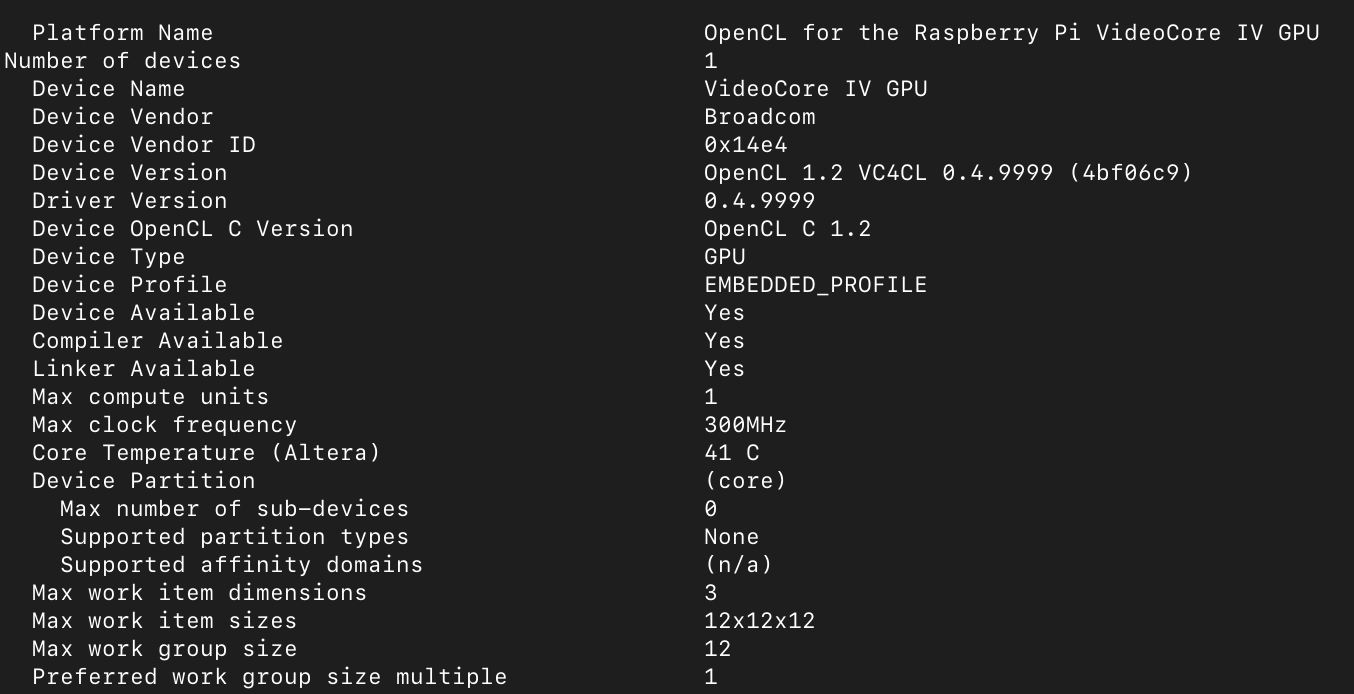 Platform Name OpenCL for the Raspberry Pi VideoCore IV GPU
Number of devices 1
Device Name VideoCore IV GPU
Device Vendor Broadcom
Device Vendor ID 0x14e4
Device Version OpenCL 1.2 VC4CL 0.4.9999 (4bf06c9)
Driver Version 0.4.9999
Device OpenCL C Version OpenCL C 1.2
Device Type GPU
Device Profile EMBEDDED_PROFILE
Device Available Yes
Compiler Available Yes
Linker Available Yes
Max compute units 1
Max clock frequency 300MHz
Core Temperature (Altera) 41 C
Device Partition (core)
Max number of sub-devices 0
Supported partition types None
Supported affinity domains (n/a)
Max work item dimensions 3
Max work item sizes 12x12x12
Max work group size 12
Preferred work group size multiple 1